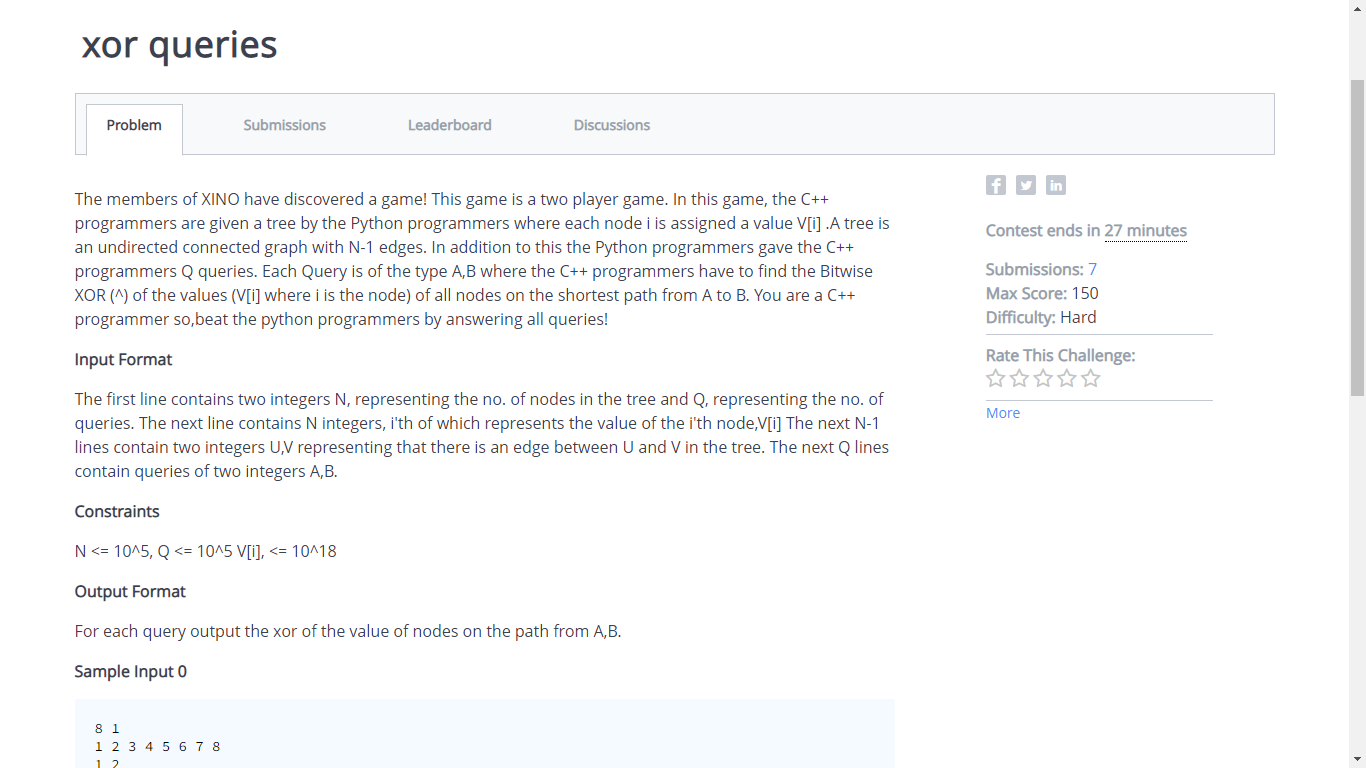 xor queries
Problem Submissions Leaderboard Discussions
The members of XINO have discovered a game! This game is a two player game. In this game, the C++
programmers are given a tree by the Python programmers where each node i is assigned a value V[i] .A tree is
an undirected connected graph with N-1 edges. In addition to this the Python programmers gave the C++
programmers Q queries. Each Query is of the type A,B where the C++ programmers have to find the Bitwise
XOR (^) of the values (V[i] where i is the node) of all nodes on the shortest path from A to B. You are a C++
programmer so,beat the python programmers by answering all queries!
Input Format
The first line contains two integers N, representing the no. of nodes in the tree and Q, representing the no. of
queries. The next line contains N integers, i'th of which represents the value of the i'th node,V[i] The next N-1
lines contain two integers U,V representing that there is an edge between U and V in the tree. The next Q lines
contain queries of two integers A,B.
Constraints
N <= 10^5, Q <= 10^5 V[i], <= 10^18
Output Format
For each query output the xor of the value of nodes on the path from A,B.
Sample Input 0
8 1
1 2 3 4 5 6 7 8
1 2
f
in
Contest ends in 27 minutes
Submissions: 7
Max Score: 150
Difficulty: Hard
Rate This Challenge:
More